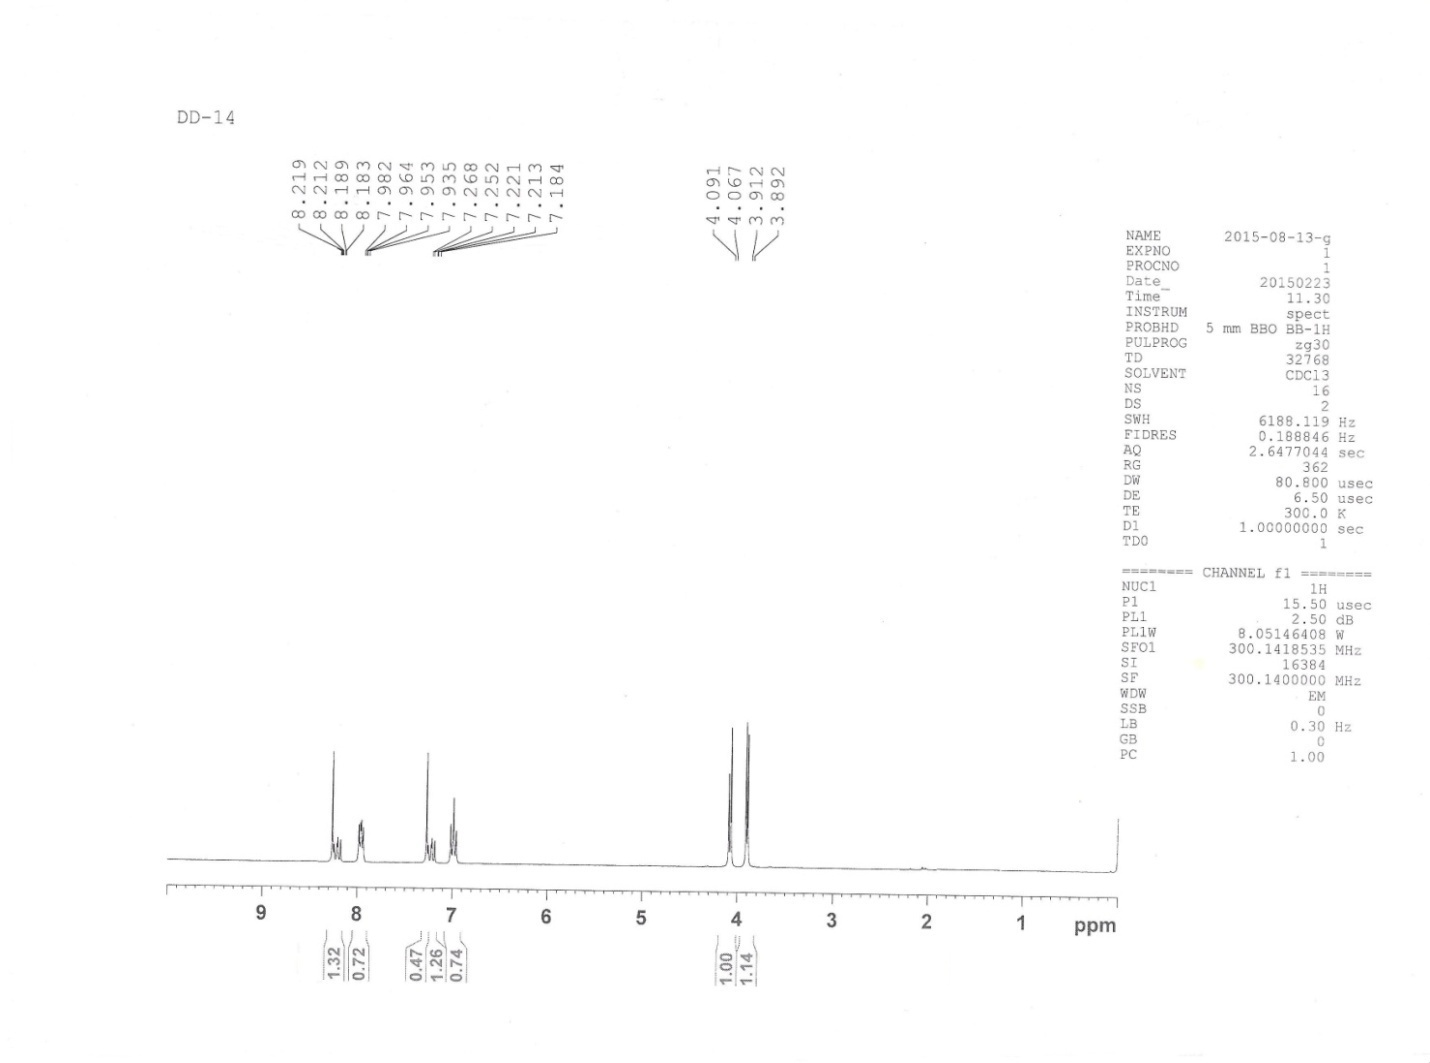 DD-14
8.219
8.212
8.189
8.183
7.982
7.964
7.953
7.935
7.268
7.252
7.221
7.213
7.184
4.091
4.067
3.912
3.892
NAME 2015-08-13-g
EXPNO 1
PROCNO 1
Date_ 20150223
Time 11.30
INSTRUM spect
PROBHD 5 mm BBO BB-1H
PULPROG zg30
TD 32768
SOLVENT CDCl3
NS 16
DS 2
SWH 6188.119 Hz
FIDRES 0.188846 Hz
AQ 2.6477044 sec
RG 362
DW 80.800 usec
DE 6.50 usec
TE 300.0 K
D1 1.00000000 sec
TD0 1
======== CHANNEL f1 ========
NUC1 1H
P1 15.50 usec
PL1 2.50 dB
PL1W 8.05146408 W
SFO1 300.1418535 MHz
SI 16384
SF 300.1400000 MHz
WDW EM
SSB 0
LB 0.30 Hz
GB 0
PC 1.00
9 8 7 6 5 4 3 2 1 ppm
1.32
0.72
0.47
1.26
0.74
1.00
1.14